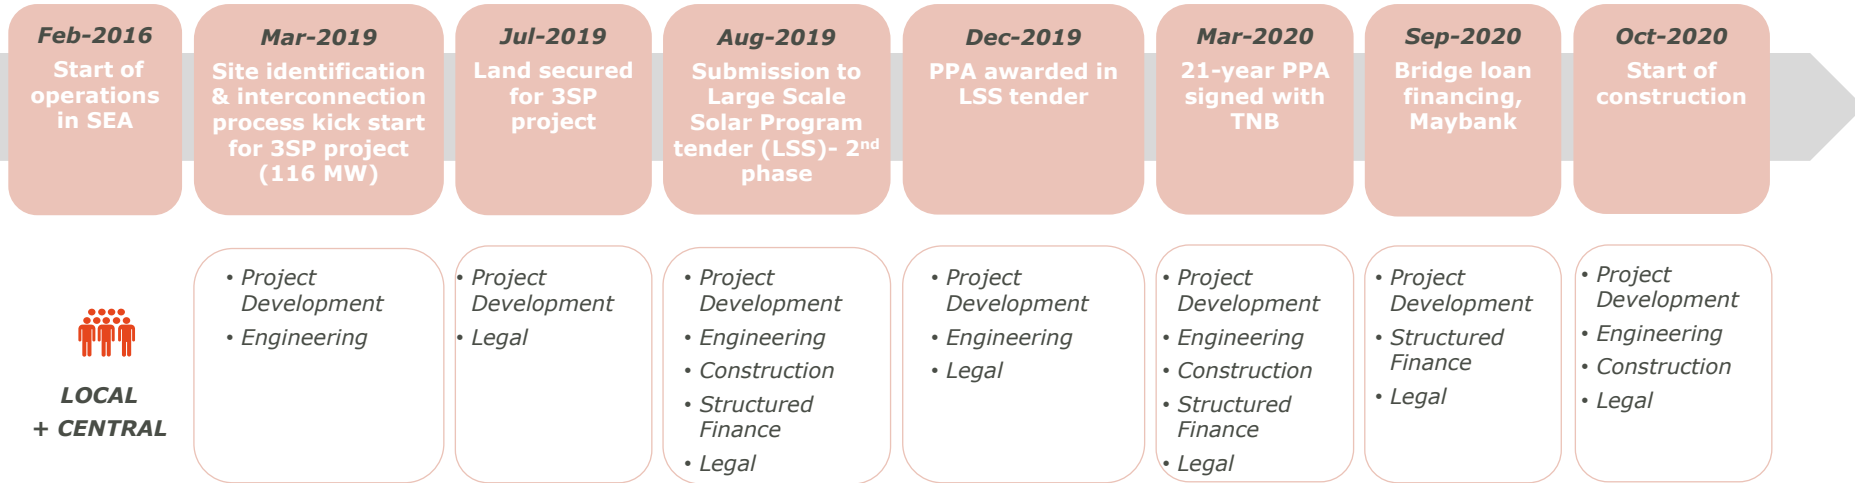 Feb-2016
Start of
operations
in SEA
Mar-2019
Site identification
& interconnection
process kick start
for 3SP project
(116 MW)
Jul-2019
Land secured
for 3SP
project
Aug-2019
Submission to
Large Scale
Solar Program
tender (LSS)- 2nd
phase
Dec-2019
PPA awarded in
LSS tender
Mar-2020
21-year PPA
signed with
TNB
Sep-2020
Bridge loan
financing,
Maybank
Oct-2020
Start of
construction
LOCAL
+ CENTRAL
• Project
Development
• Engineering
• Project
Development
• Legal
• Project
Development
• Engineering
• Construction
• Structured
Finance
• Legal
• Project
Development
• Engineering
• Legal
• Project
Development
• Engineering
• Construction
• Structured
Finance
• Legal
• Project
Development
• Structured
Finance
• Legal
• Project
Development
• Engineering
• Construction
• Legal